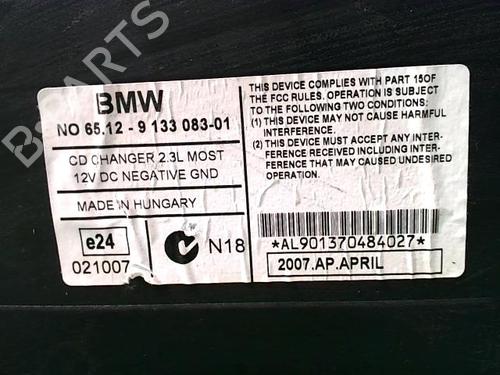 B-PARTS
BMW
NO 65.12 - 9 133 083-01
CD CHANGER 2.3L MOST
12V DC NEGATIVE GND
MADE IN HUNGARY
e24
021007
N18
THIS DEVICE COMPLIES WITH PART 15OF
THE FCC RULES. OPERATION IS SUBJECT
TO THE FOLLOWING TWO CONDITIONS;
(1) THIS DEVICE MAY NOT CAUSE HARMFUL
INTERFERENCE.
(2) THIS DEVICE MUST ACCEPT ANY INTER-
FERENCE RECEIVED INCLUDING INTER-
FERENCE THAT MAY CAUSE UNDESIRED
OPERATION.
*AL901370484027*
2007.AP.APRIL